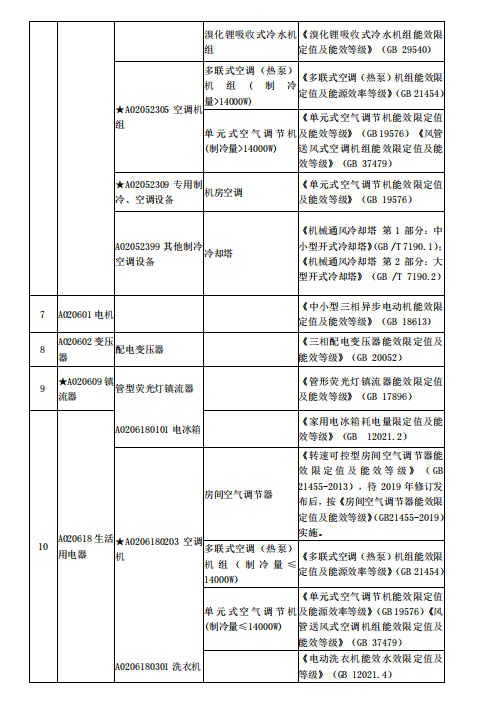 溴化锂吸收式冷水机
组
《溴化锂吸收式冷水机组能效限
定值及能效等级》（GB 29540）
★A02052305 空调机
组
多联式空调（热泵）
机组(制冷
量>14000W)
《多联式空调（热泵）机组能效限
定值及能源效率等级》（GB 21454）
单元式空气调节机
(制冷量>14000W)
《单元式空气调节机能效限定值
及能效等级》（GB 19576）《风管
送风式空调机组能效限定值及能
效等级》（GB 37479）
★A02052309 专用制
冷、空调设备
机房空调
《单元式空气调节机能效限定值
及能效等级》（GB 19576）
A02052399 其他制冷
空调设备
冷却塔
《机械通风冷却塔 第 1 部分：中
小型开式冷却塔》（GB /T 7190.1）；
《机械通风冷却塔 第 2 部分：大
型开式冷却塔》（GB /T 7190.2）
7
A020601 电机
《中小型三相异步电动机能效限
定值及能效等级》（GB 18613）
8
A020602 变压
器
配电变压器
《三相配电变压器能效限定值及
能效等级》（GB 20052）
9
★A020609 镇
流器
管型荧光灯镇流器
《管形荧光灯镇流器能效限定值
及能效等级》（GB 17896）
10
A020618 生活
用电器
A0206180101 电冰箱
《家用电冰箱耗电量限定值及能
效等级》（GB 12021.2）
★A0206180203 空调
机
房间空气调节器
《转速可控型房间空气调节器能
效限定值及能效等级》（GB
21455-2013），待 2019 年修订发
布后，按《房间空气调节器能效限
定值及能效等级》（GB21455-2019）
实施。
多联式空调（热泵）
机组（制冷量≤
14000W)
《多联式空调（热泵）机组能效限
定值及能源效率等级》（GB 21454）
单元式空气调节机
(制冷量≤14000W)
《单元式空气调节机能效限定值
及能源效率等级》（GB 19576）《风
管送风式空调机组能效限定值及
能效等级》（GB 37479）
A0206180301 洗衣机
《电动洗衣机能效水效限定值及
等级》（GB 12021.4）